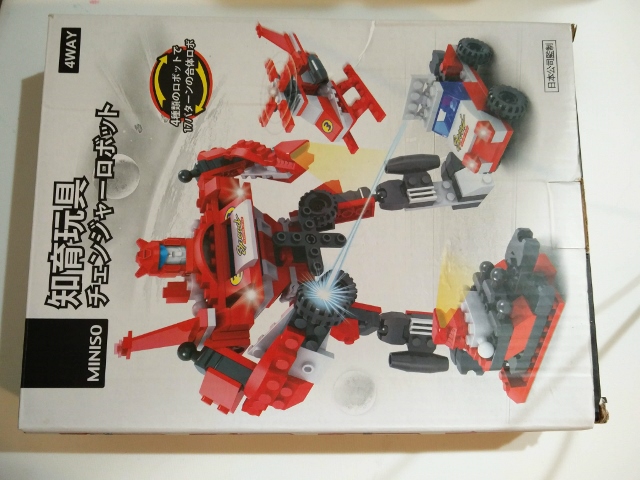 MINISO
4WAY
知育玩具
チェンジャーロボット
4種類のロボットで
17パターンの合体ロボ
日本公司監制